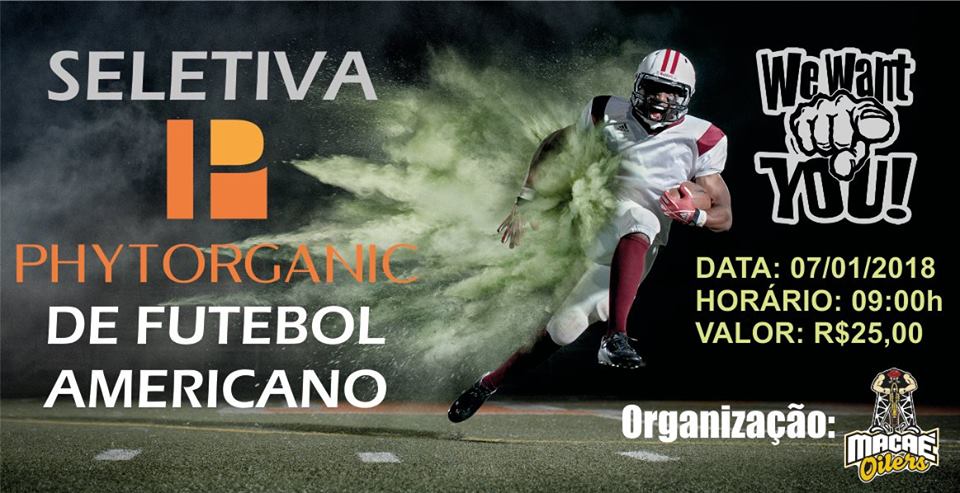 SELETIVA
PHYTORGANIC
DE FUTEBOL
AMERICANO
We Want
YOU!
DATA: 07/01/2018
HORÁRIO: 09:00h
VALOR: R$25,00
Organização:
MACAÉ
Oilers